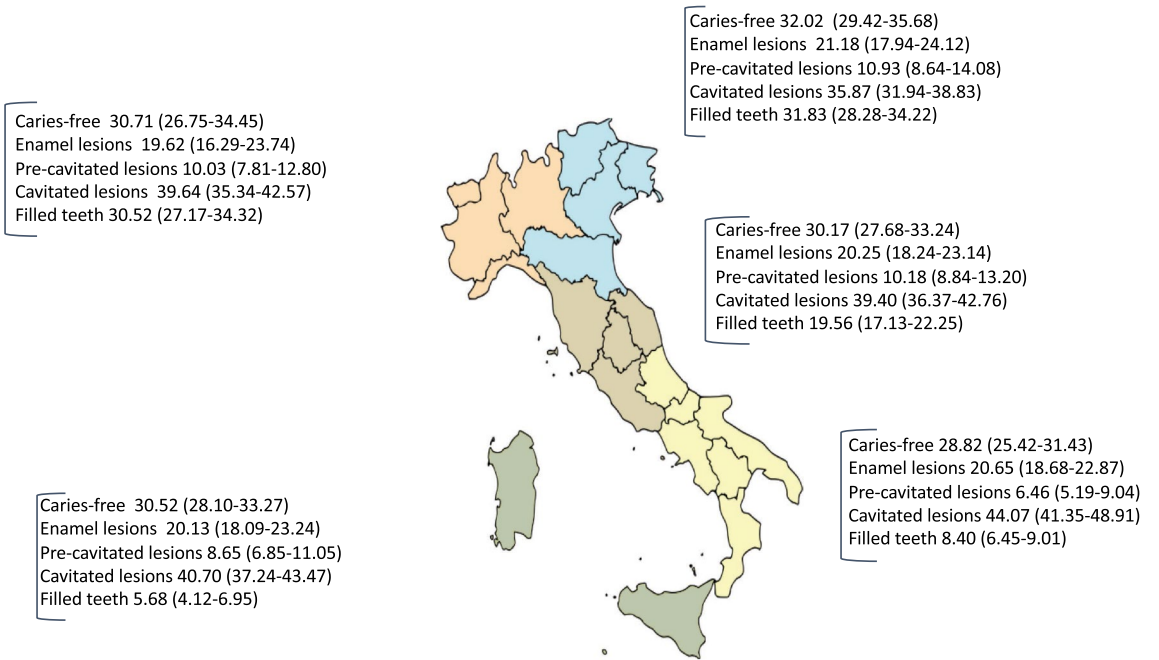 Caries-free 32.02 (29.42-35.68)
Enamel lesions 21.18 (17.94-24.12)
Pre-cavitated lesions 10.93 (8.64-14.08)
Cavitated lesions 35.87 (31.94-38.83)
Filled teeth 31.83 (28.28-34.22)
Caries-free 30.71 (26.75-34.45)
Enamel lesions 19.62 (16.29-23.74)
Pre-cavitated lesions 10.03 (7.81-12.80)
Cavitated lesions 39.64 (35.34-42.57)
Filled teeth 30.52 (27.17-34.32)
Caries-free 30.17 (27.68-33.24)
Enamel lesions 20.25 (18.24-23.14)
Pre-cavitated lesions 10.18 (8.84-13.20)
Cavitated lesions 39.40 (36.37-42.76)
Filled teeth 19.56 (17.13-22.25)
Caries-free 28.82 (25.42-31.43)
Enamel lesions 20.65 (18.68-22.87)
Pre-cavitated lesions 6.46 (5.19-9.04)
Cavitated lesions 44.07 (41.35-48.91)
Filled teeth 8.40 (6.45-9.01)
Caries-free 30.52 (28.10-33.27)
Enamel lesions 20.13 (18.09-23.24)
Pre-cavitated lesions 8.65 (6.85-11.05)
Cavitated lesions 40.70 (37.24-43.47)
Filled teeth 5.68 (4.12-6.95)